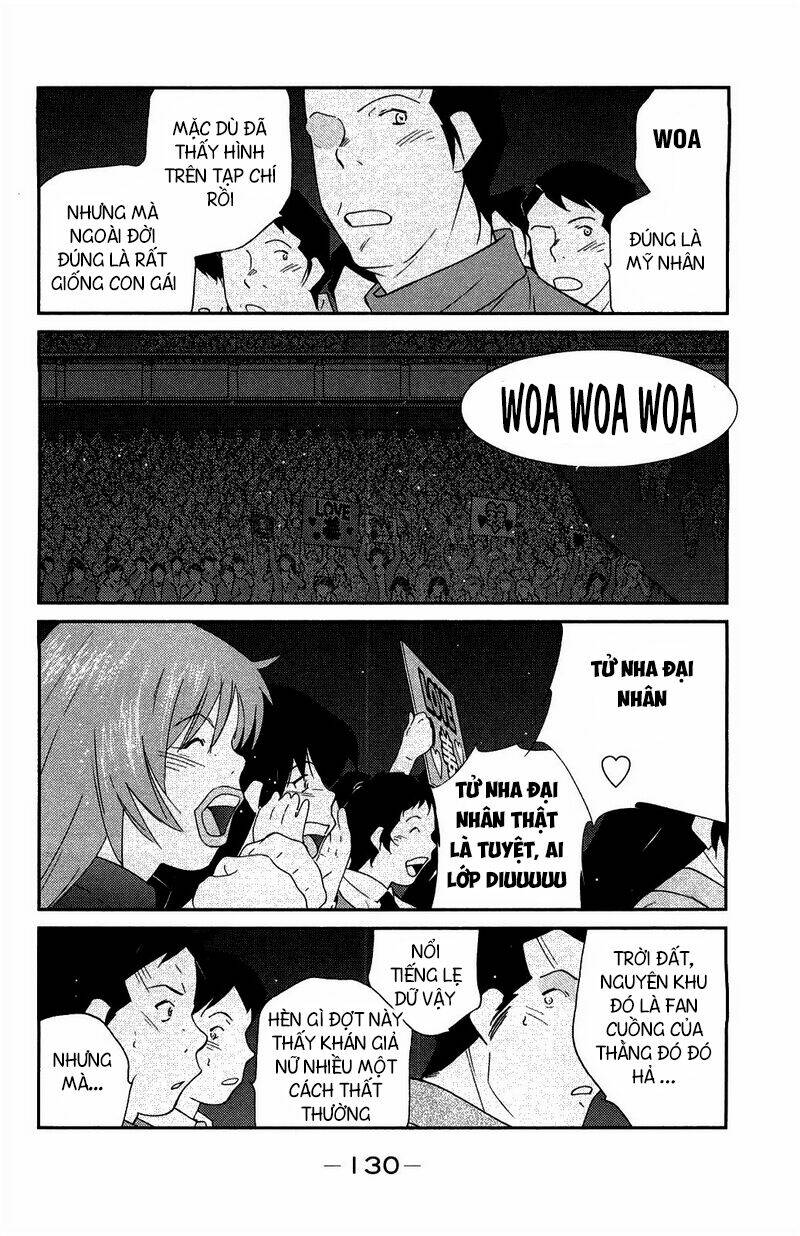 WOA
ĐÚNG LÀ
MỸ NHÂN
MẶC DÙ ĐÃ
THẤY HÌNH
TRÊN TẠP CHÍ
RỒI
NHƯNG MÀ
NGOÀI ĐỜI
ĐÚNG LÀ RẤT
GIỐNG CON GÁI
WOA WOA WOA
LOVE
TỬ NHA ĐẠI
NHÂN
TỬ NHA ĐẠI
NHÂN THẬT
LÀ TUYỆT, AI
LỚP DIUUUUU
TRỜI ĐẤT,
NGUYÊN KHU
ĐÓ LÀ FAN
CUỒNG CỦA
THẰNG ĐÓ ĐÓ
HẢ ...
NỔI
TIẾNG LẸ
DỮ VẬY
HÈN GÌ ĐỢT NÀY
THẤY KHÁN GIẢ
NỮ NHIỀU MỘT
CÁCH THẤT
THƯỜNG
NHƯNG
MÀ...
—130—